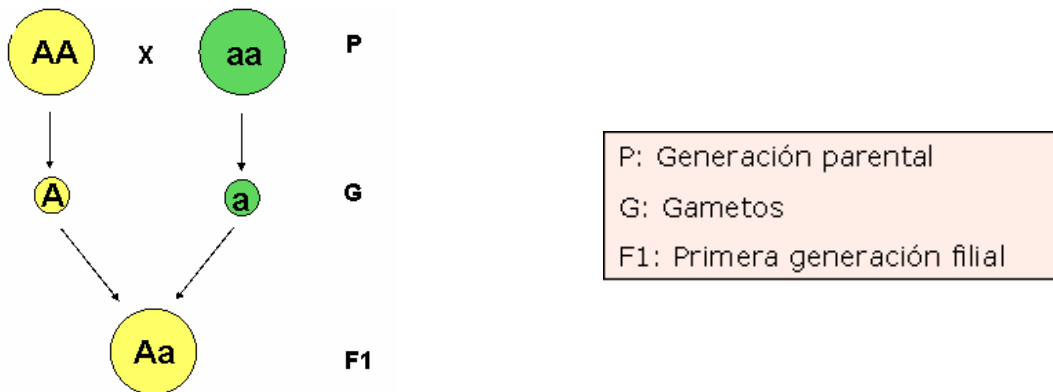 AA x aa P
A a G
Aa F1
P: Generación parental
G: Gametos
F1: Primera generación filial